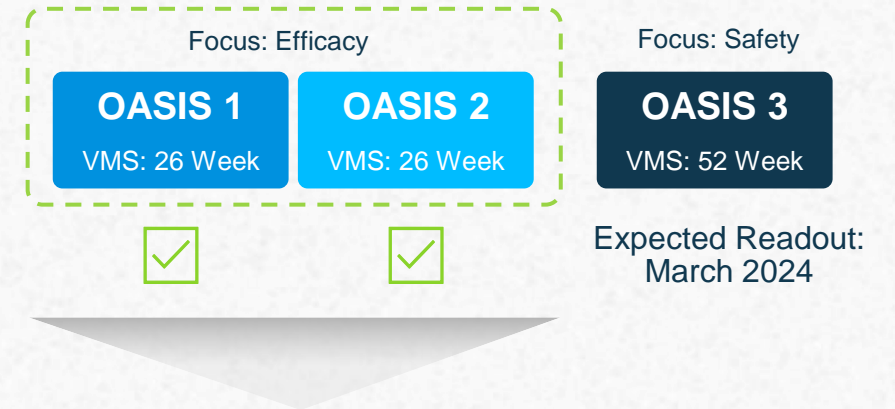 Focus: Efficacy
Focus: Safety
OASIS 1
VMS: 26 Week
OASIS 2
VMS: 26 Week
OASIS 3
VMS: 52 Week
Expected Readout:
March 2024